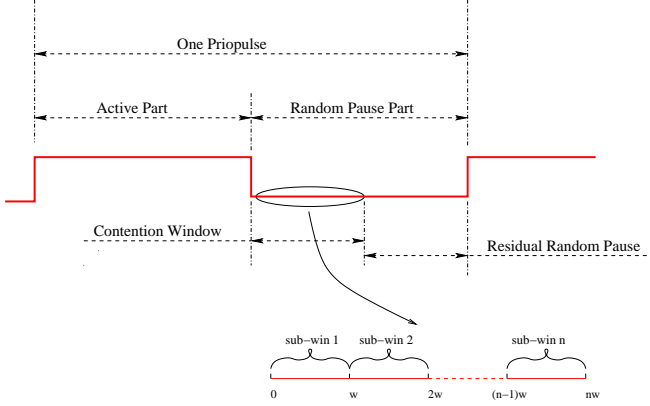 One Priopulse
Active Part
Random Pause Part
Contention Window
Residual Random Pause
sub-win 1
sub-win 2
sub-win n
0
w
2w
(n-1)w
nw